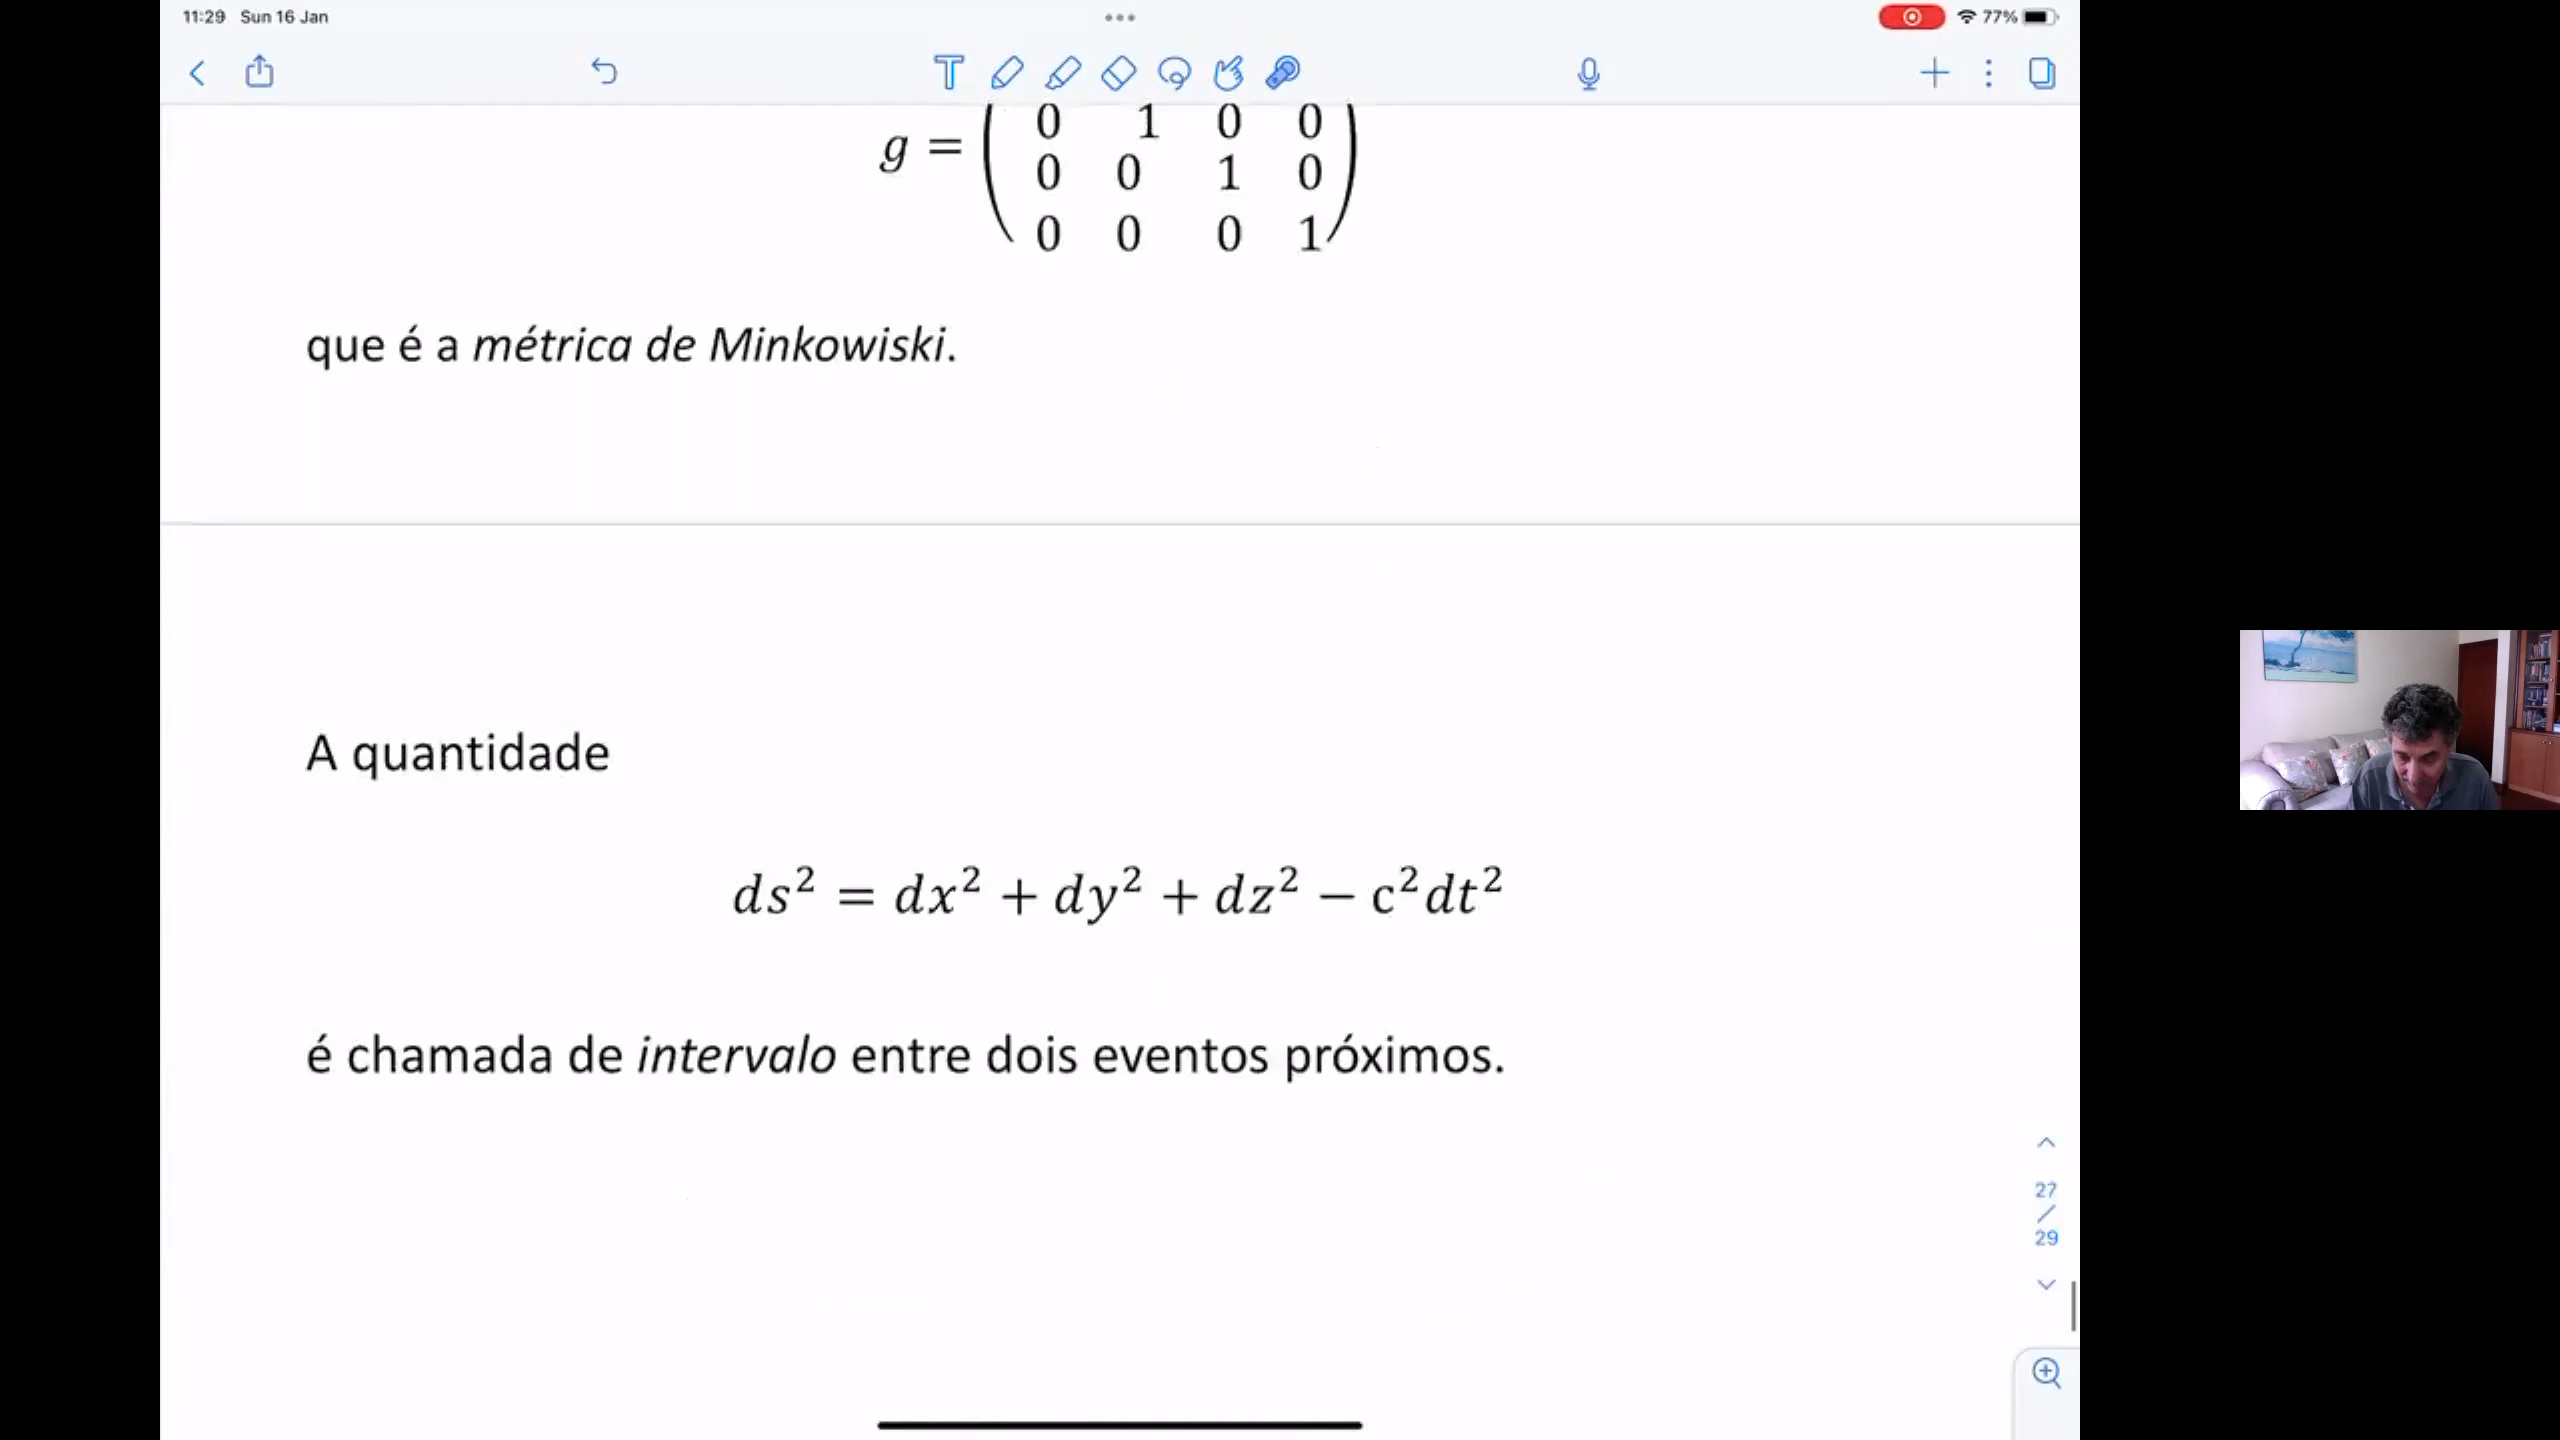 11:29 Sun 16 Jan
77%
0 1 0 0
g = 0 0 1 0
0 0 0 1
que é a métrica de Minkowiski.
A quantidade
ds² = dx² + dy² + dz² − c²dt²
é chamada de intervalo entre dois eventos próximos.
27
/
29